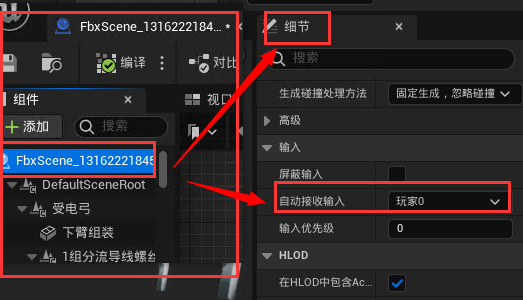 FbxScene_1316222184...
编译
对比
组件
视口
添加
搜索
FbxScene_13162221845
DefaultSceneRoot
受电弓
下臂组装
1组分流导线螺丝
细节
搜索
生成碰撞处理方法 固定生成，忽略碰撞
高级
输入
屏蔽输入
自动接收输入 玩家0
输入优先级 0
HLOD
在HLOD中包含Ac...